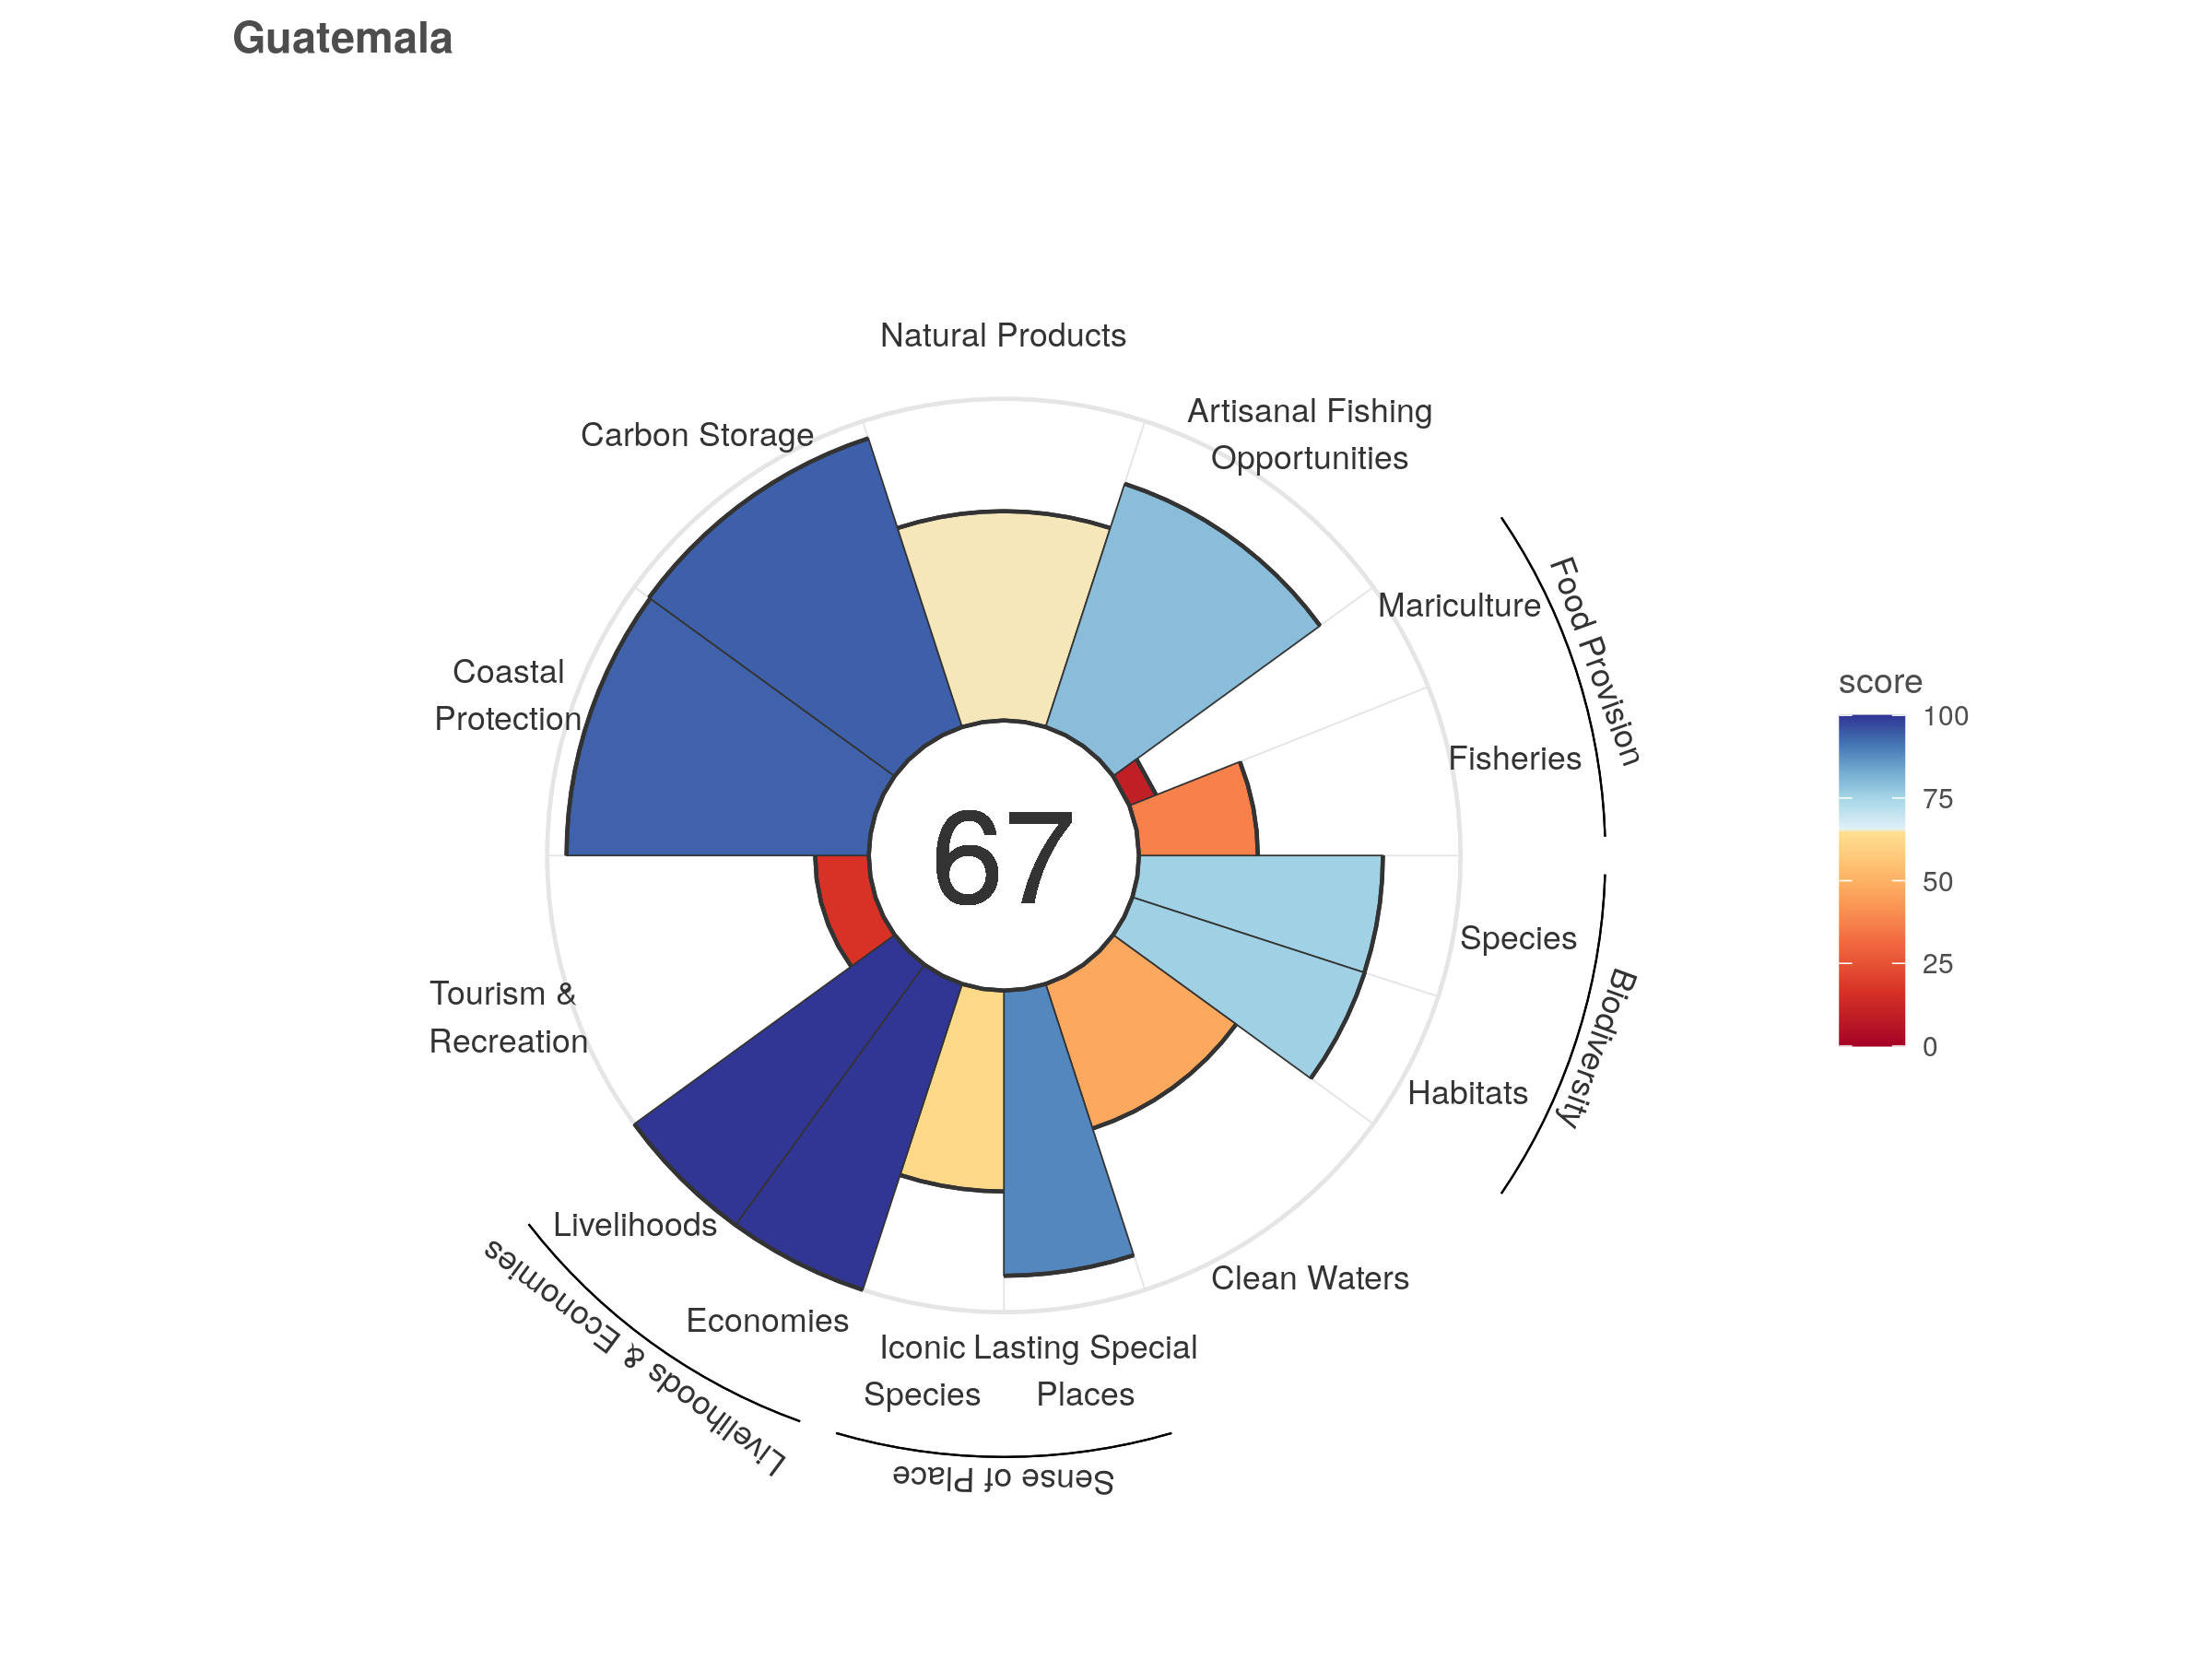 Guatemala
Natural Products
Artisanal Fishing
Opportunities
Carbon Storage
Mariculture
Food Provision
Coastal
Protection
Fisheries
67
score
100
75
50
25
0
Species
Biodiversity
Habitats
Tourism &
Recreation
Livelihoods
Clean Waters
Economies
Livelihoods & Economies
Iconic
Species
Lasting Special
Places
Sense of Place